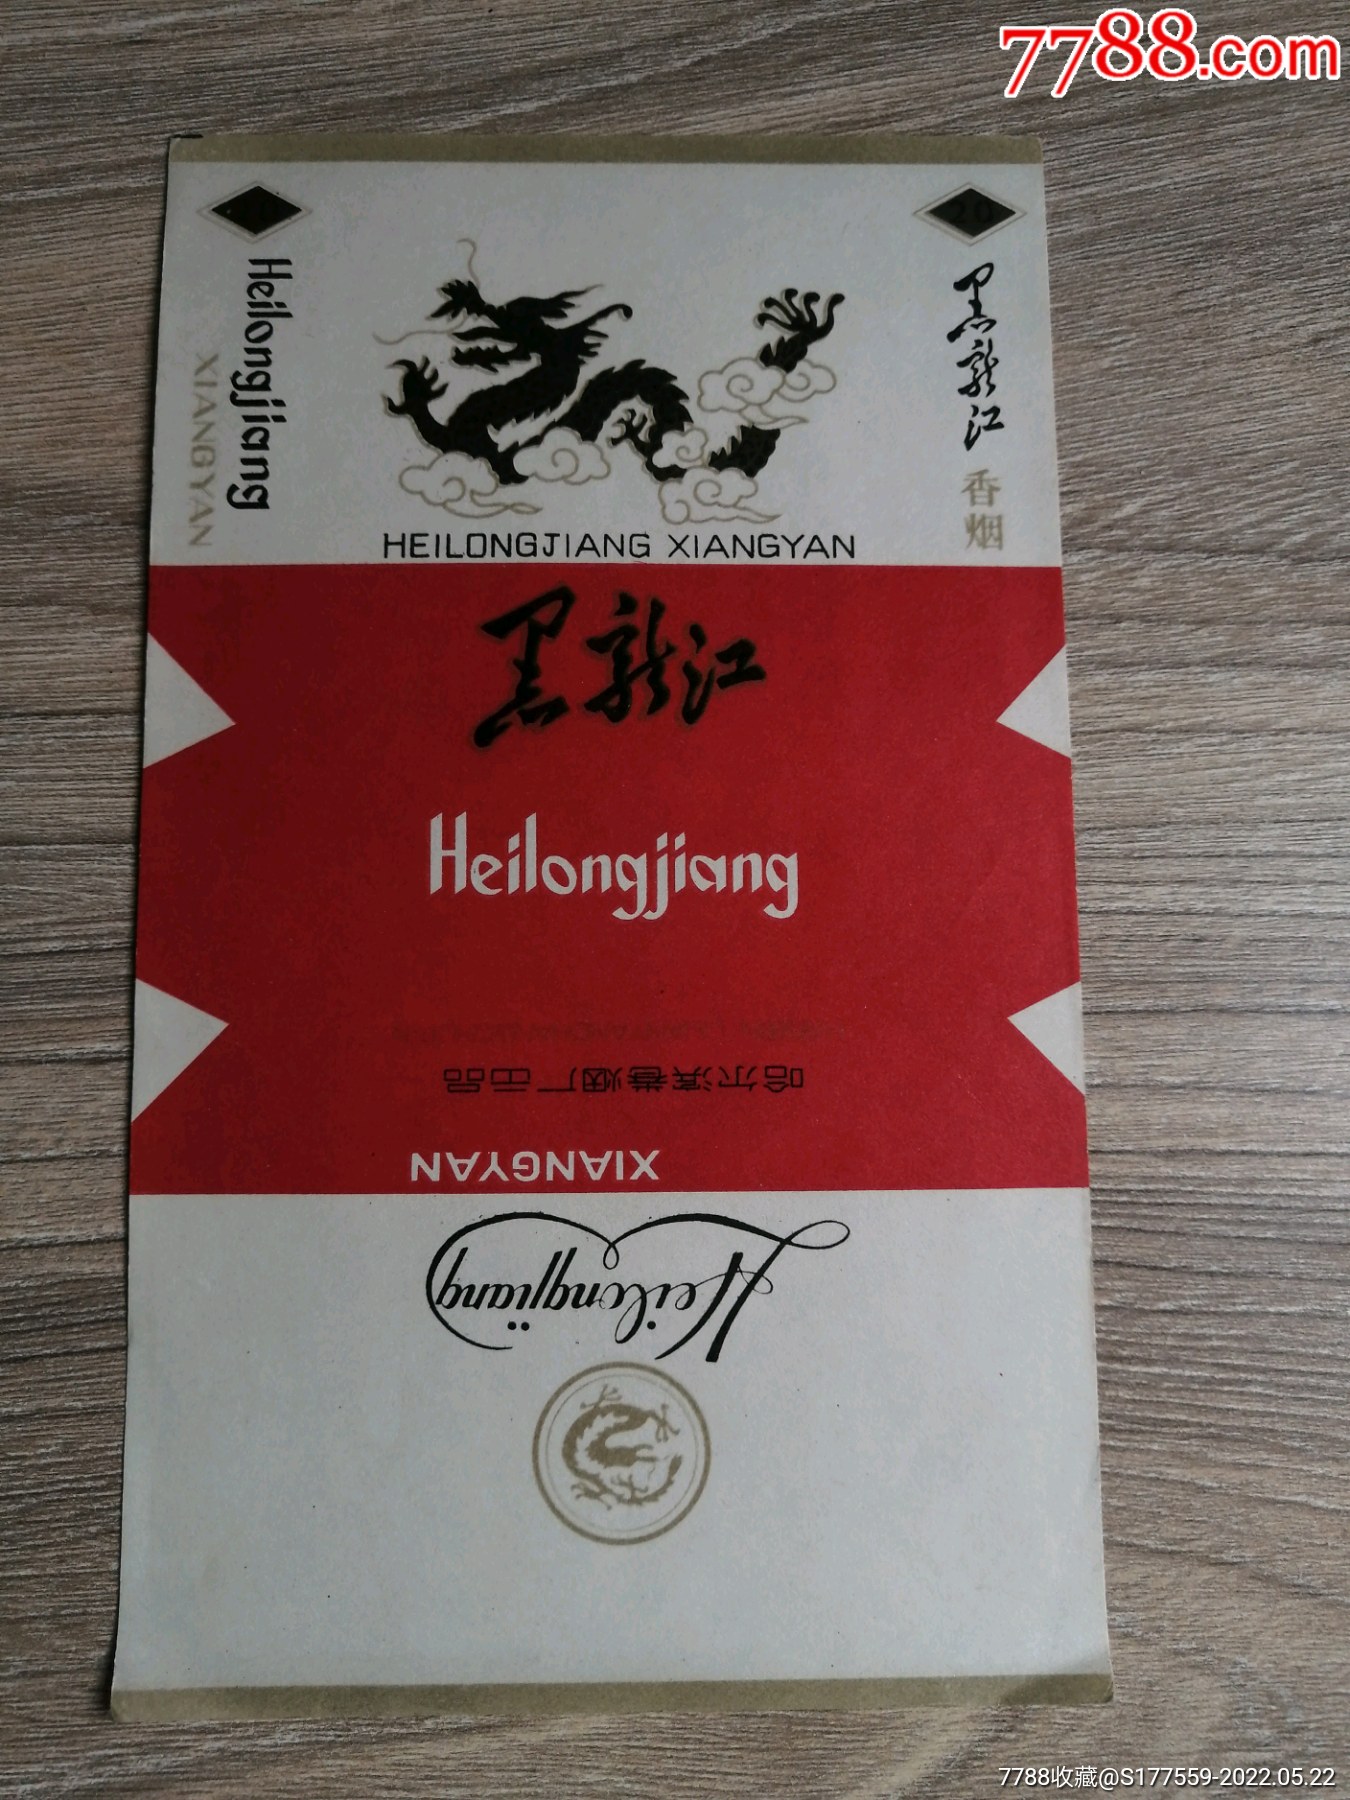 7788.com
20
20
Heilongjiang
XIANGYAN
黑龙江
香烟
HEILONGJIANG XIANGYAN
黑龙江
Heilongjiang
哈尔滨卷烟厂出品
XIANGYAN
Heilongjiang
7788收藏@S177559-2022.05.22